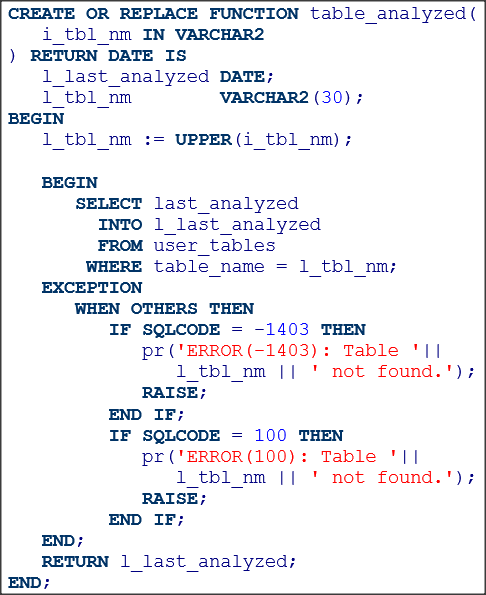 CREATE OR REPLACE FUNCTION table_analyzed(
   i_tbl_nm IN VARCHAR2
) RETURN DATE IS
   l_last_analyzed DATE;
   l_tbl_nm        VARCHAR2(30);
BEGIN
   l_tbl_nm := UPPER(i_tbl_nm);

   BEGIN
      SELECT last_analyzed
        INTO l_last_analyzed
        FROM user_tables
       WHERE table_name = l_tbl_nm;
   EXCEPTION
      WHEN OTHERS THEN
         IF SQLCODE = -1403 THEN
            pr('ERROR(-1403): Table '||
               l_tbl_nm || ' not found.');
            RAISE;
         END IF;
         IF SQLCODE = 100 THEN
            pr('ERROR(100): Table '||
               l_tbl_nm || ' not found.');
            RAISE;
         END IF;
   END;
   RETURN l_last_analyzed;
END;